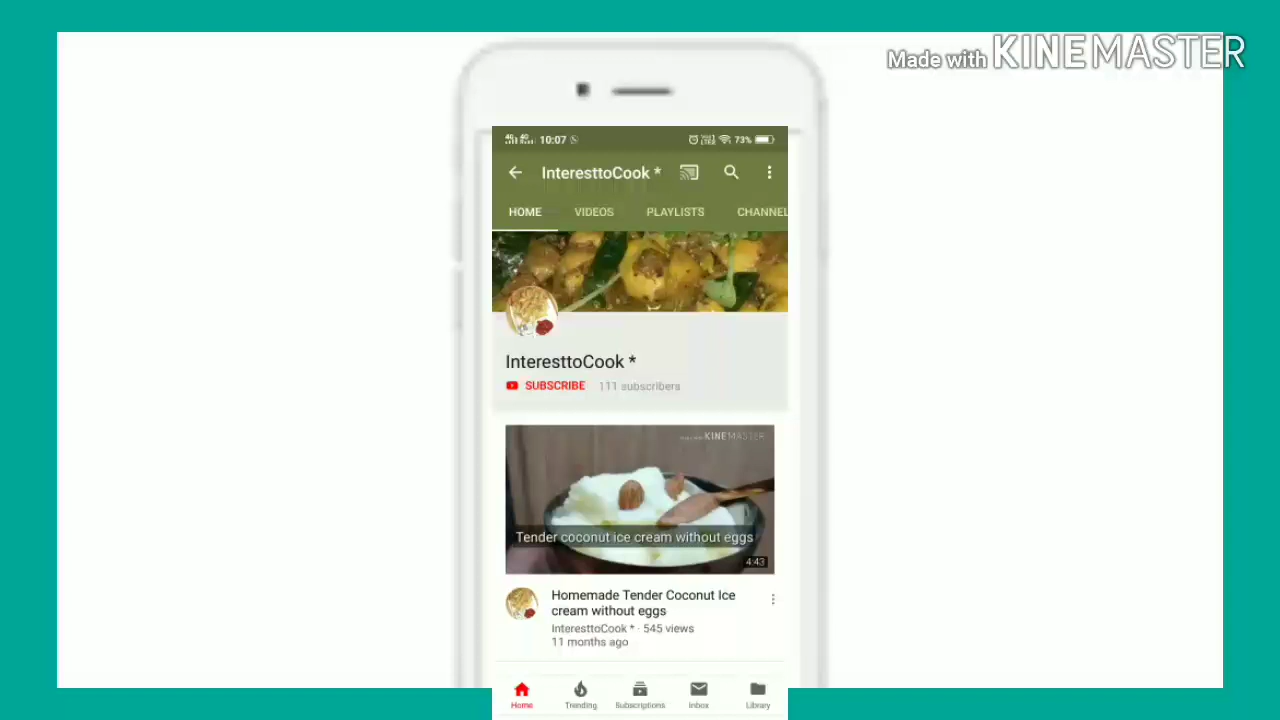 Made with KINEMASTER
10:07
73%
InteresttoCook *
HOME VIDEOS PLAYLISTS CHANNEL
InteresttoCook *
SUBSCRIBE 111 subscribers
KINEMASTER
Tender coconut ice cream without eggs
4:43
Homemade Tender Coconut Ice
cream without eggs
InteresttoCook * · 545 views
11 months ago
Home Trending Subscriptions Inbox Library